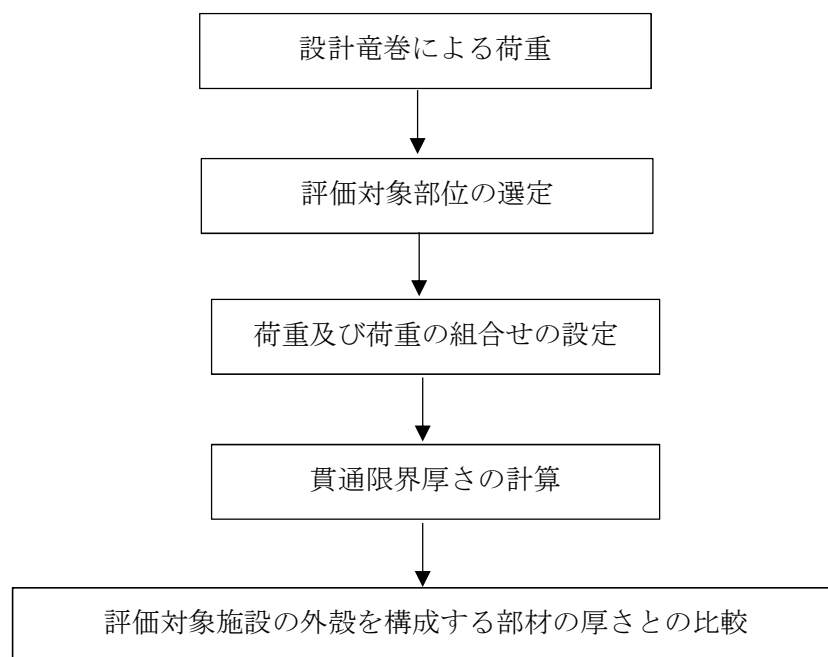 設計竜巻による荷重
評価対象部位の選定
荷重及び荷重の組合せの設定
貫通限界厚さの計算
評価対象施設の外殻を構成する部材の厚さとの比較